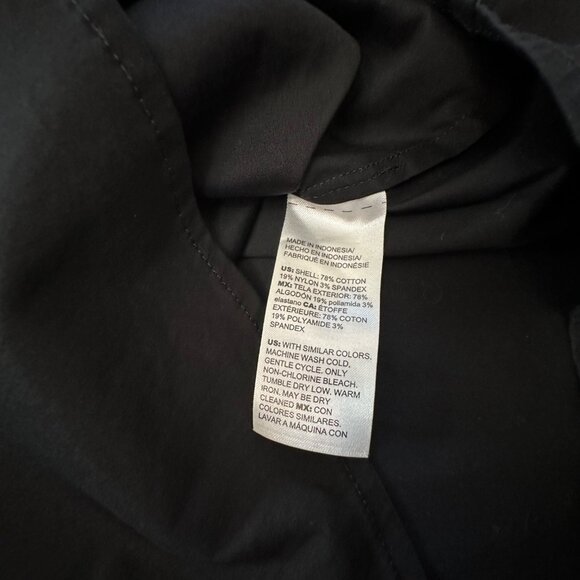 MADE IN INDONESIA/
HECHO EN INDONESIA/
FABRIQUÉ EN INDONÉSIE
US: SHELL: 78% COTTON
19% NYLON 3% SPANDEX
MX: TELA EXTERIOR: 78%
ALGODÓN 19% poliamida 3%
elastano CA: ÉTOFFE
EXTÉRIEURE: 78% COTON
19% POLYAMIDE 3%
SPANDEX
US: WITH SIMILAR COLORS.
MACHINE WASH COLD,
GENTLE CYCLE. ONLY
NON-CHLORINE BLEACH.
TUMBLE DRY LOW. WARM
IRON. MAY BE DRY
CLEANED MX: CON
COLORES SIMILARES.
LAVAR A MÁQUINA CON